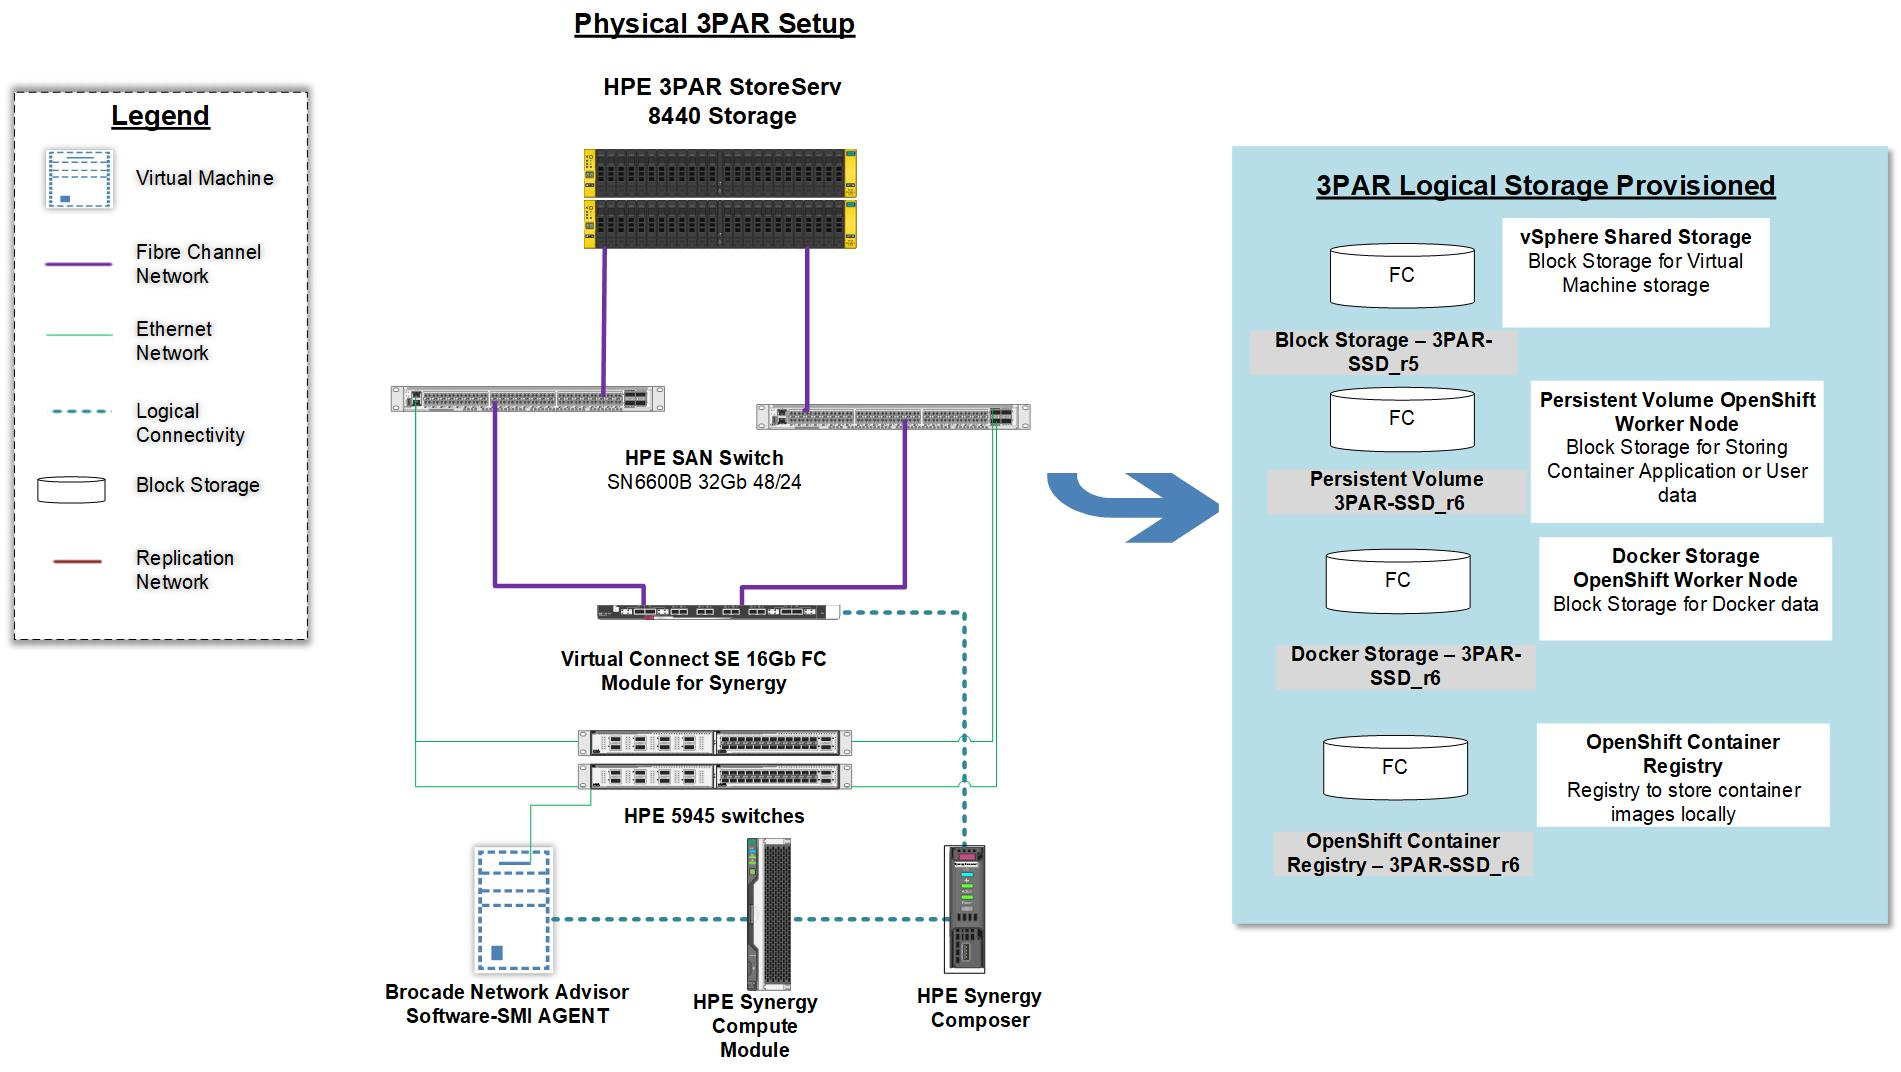 Physical 3PAR Setup
HPE 3PAR StoreServ
8440 Storage
Legend
Virtual Machine
Fibre Channel
Network
Ethernet
Network
Logical
Connectivity
Block Storage
Replication
Network
HPE SAN Switch
SN6600B 32Gb 48/24
Virtual Connect SE 16Gb FC
Module for Synergy
HPE 5945 switches
Brocade Network Advisor
Software-SMI AGENT
HPE Synergy
Compute
Module
HPE Synergy
Composer
3PAR Logical Storage Provisioned
FC
vSphere Shared Storage
Block Storage for Virtual
Machine storage
Block Storage – 3PAR-
SSD_r5
FC
Persistent Volume OpenShift
Worker Node
Block Storage for Storing
Container Application or User
data
Persistent Volume
3PAR-SSD_r6
FC
Docker Storage
OpenShift Worker Node
Block Storage for Docker data
Docker Storage – 3PAR-
SSD_r6
FC
OpenShift Container
Registry
Registry to store container
images locally
OpenShift Container
Registry – 3PAR-SSD_r6